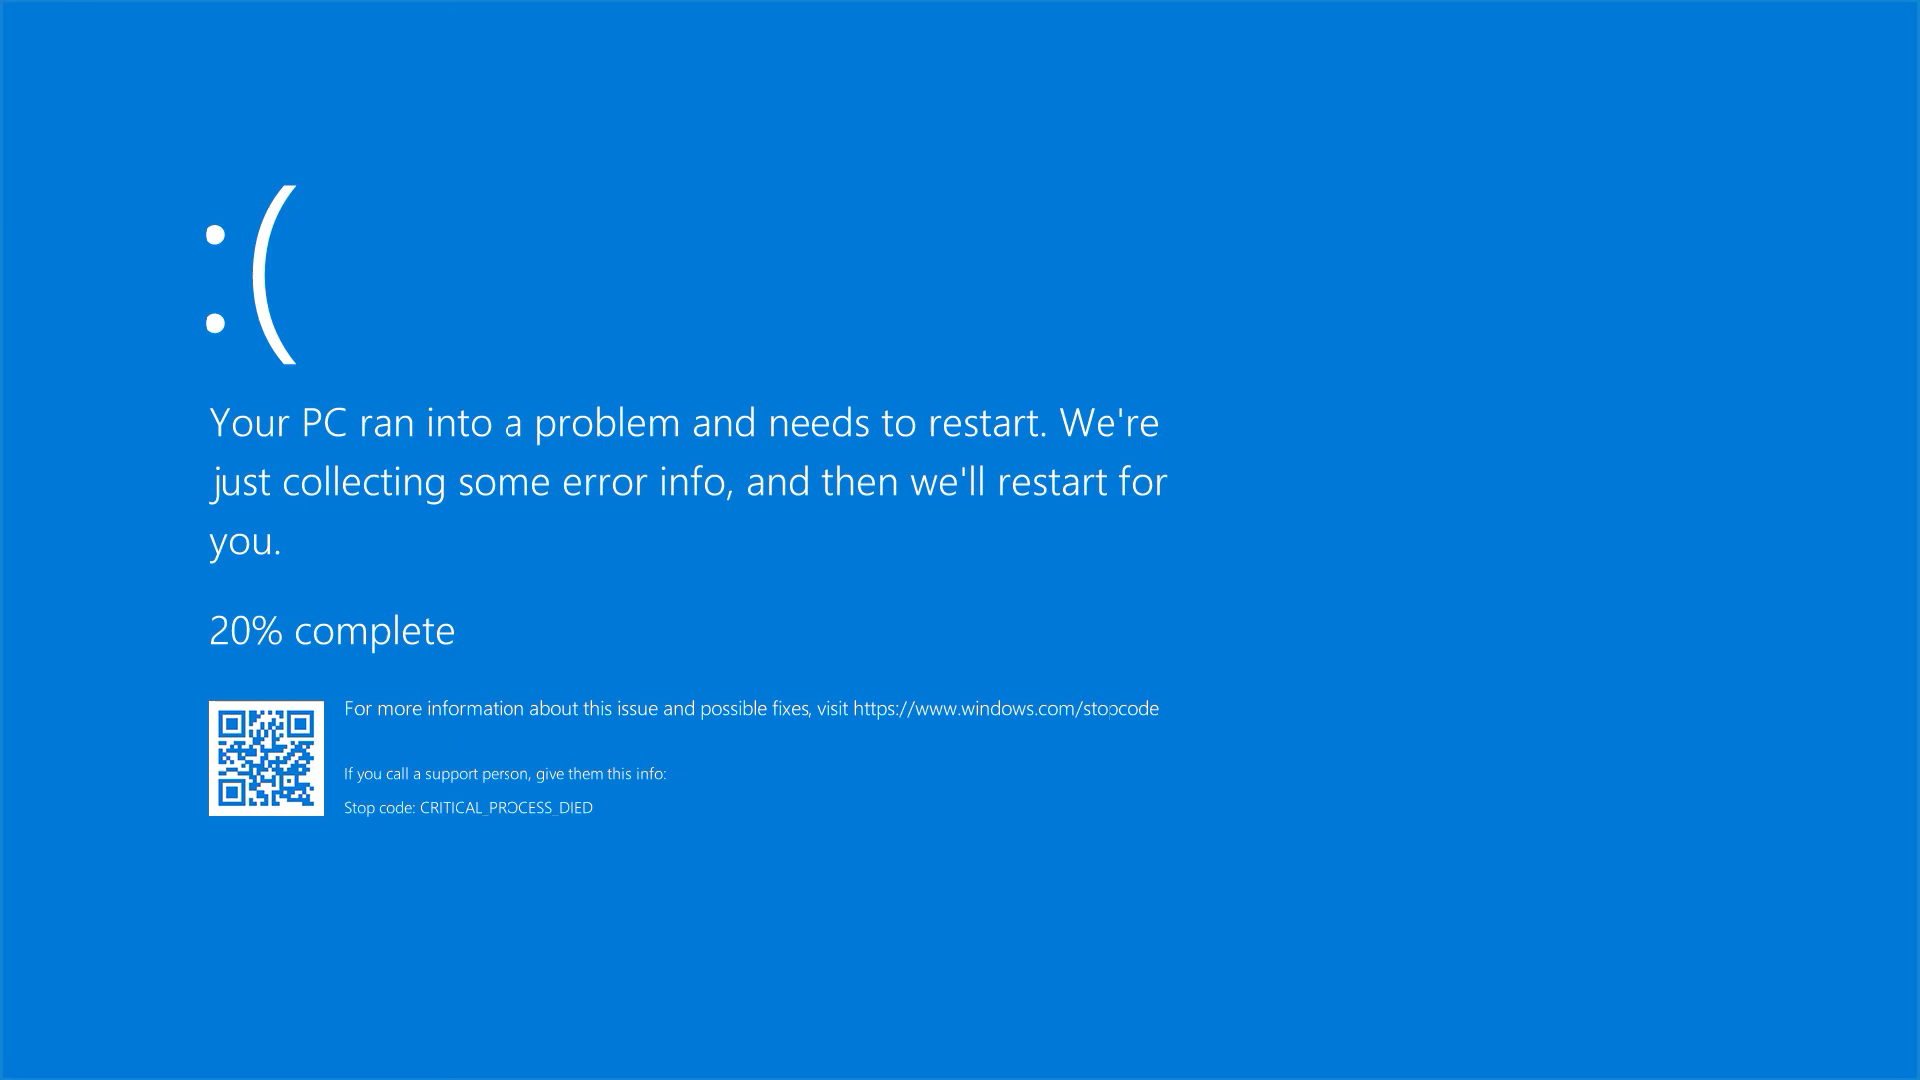 :(
Your PC ran into a problem and needs to restart. We're
just collecting some error info, and then we'll restart for
you.
20% complete
For more information about this issue and possible fixes, visit https://www.windows.com/stopcode
If you call a support person, give them this info:
Stop code: CRITICAL_PROCESS_DIED